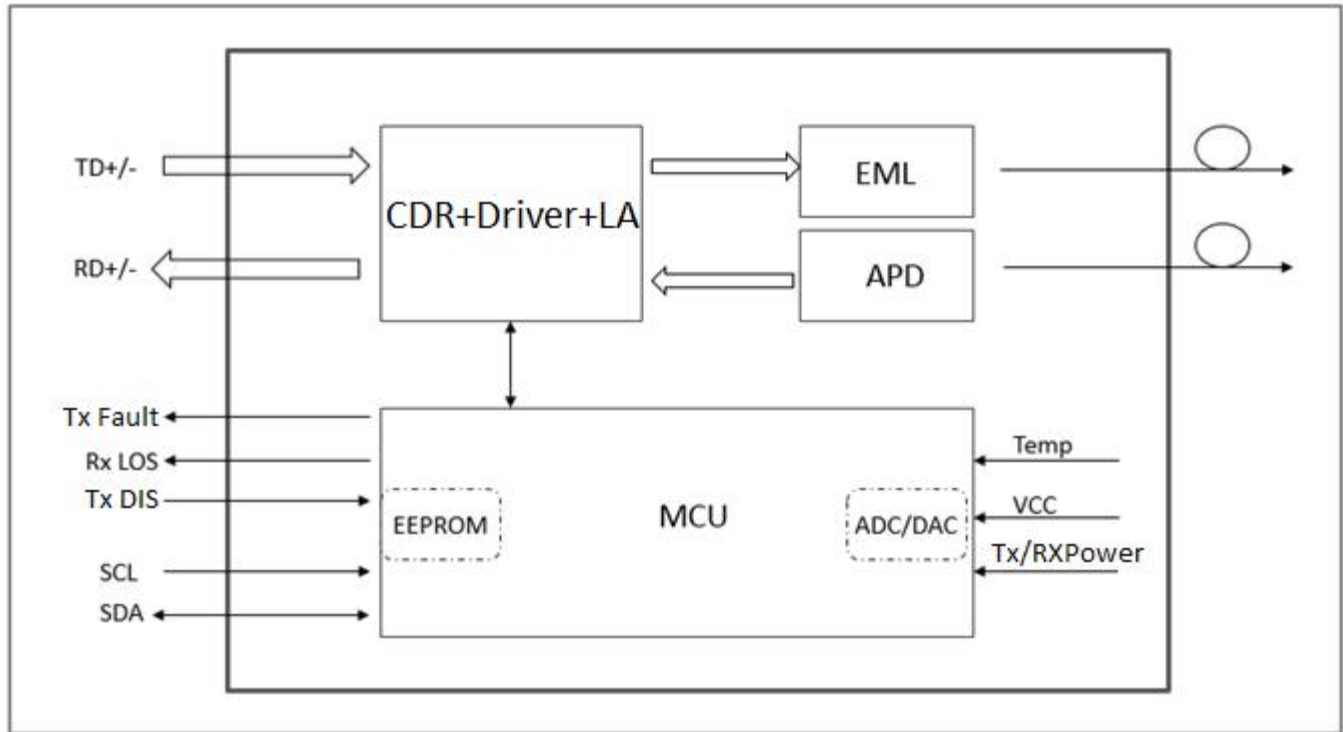 TD+/-
CDR+Driver+LA
EML
RD+/-
APD
Tx Fault
Rx LOS
Tx DIS
SCL
SDA
EEPROM
MCU
ADC/DAC
Temp
VCC
Tx/RXPower